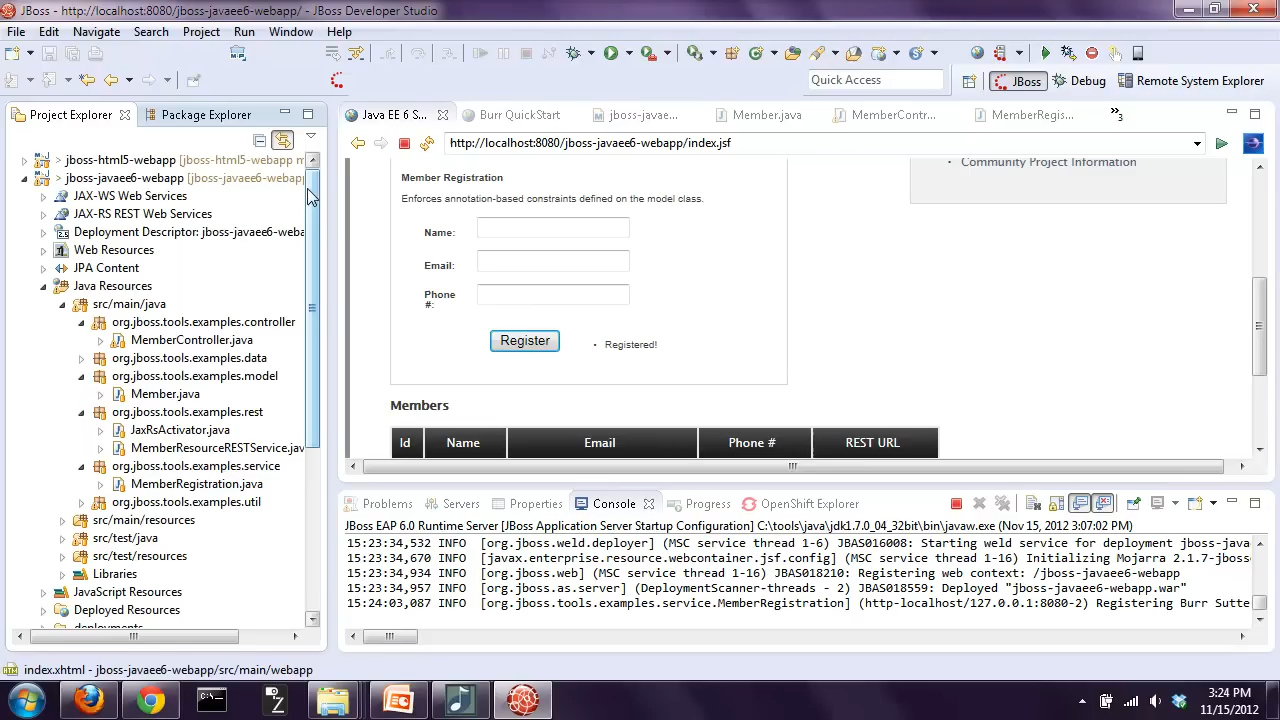 JBoss - http://localhost:8080/jboss-javaee6-webapp/ - JBoss Developer Studio
File Edit Navigate Search Project Run Window Help
Quick Access
JBoss Debug Remote System Explorer
Project Explorer Package Explorer
Java EE 6 S... Burr QuickStart jboss-javae... Member.java MemberContr... MemberRegis... »3
http://localhost:8080/jboss-javaee6-webapp/index.jsf
> jboss-html5-webapp [jboss-html5-webapp m
> jboss-javaee6-webapp [jboss-javaee6-webapp
JAX-WS Web Services
JAX-RS REST Web Services
Deployment Descriptor: jboss-javaee6-weba
Web Resources
JPA Content
Java Resources
src/main/java
org.jboss.tools.examples.controller
MemberController.java
org.jboss.tools.examples.data
org.jboss.tools.examples.model
Member.java
org.jboss.tools.examples.rest
JaxRsActivator.java
MemberResourceRESTService.jav
org.jboss.tools.examples.service
MemberRegistration.java
org.jboss.tools.examples.util
src/main/resources
src/test/java
src/test/resources
Libraries
JavaScript Resources
Deployed Resources
deployments
Community Project Information
Member Registration
Enforces annotation-based constraints defined on the model class.
Name:
Email:
Phone
#:
Register
• Registered!
Members
Id Name Email Phone # REST URL
Problems Servers Properties Console Progress OpenShift Explorer
JBoss EAP 6.0 Runtime Server [JBoss Application Server Startup Configuration] C:\tools\java\jdk1.7.0_04_32bit\bin\javaw.exe (Nov 15, 2012 3:07:02 PM)
15:23:34,532 INFO [org.jboss.weld.deployer] (MSC service thread 1-6) JBAS016008: Starting weld service for deployment jboss-java
15:23:34,670 INFO [javax.enterprise.resource.webcontainer.jsf.config] (MSC service thread 1-16) Initializing Mojarra 2.1.7-jboss
15:23:34,934 INFO [org.jboss.web] (MSC service thread 1-16) JBAS018210: Registering web context: /jboss-javaee6-webapp
15:23:34,957 INFO [org.jboss.as.server] (DeploymentScanner-threads - 2) JBAS018559: Deployed "jboss-javaee6-webapp.war"
15:24:03,087 INFO [org.jboss.tools.examples.service.MemberRegistration] (http-localhost/127.0.0.1:8080-2) Registering Burr Sutte
index.xhtml - jboss-javaee6-webapp/src/main/webapp
3:24 PM
11/15/2012